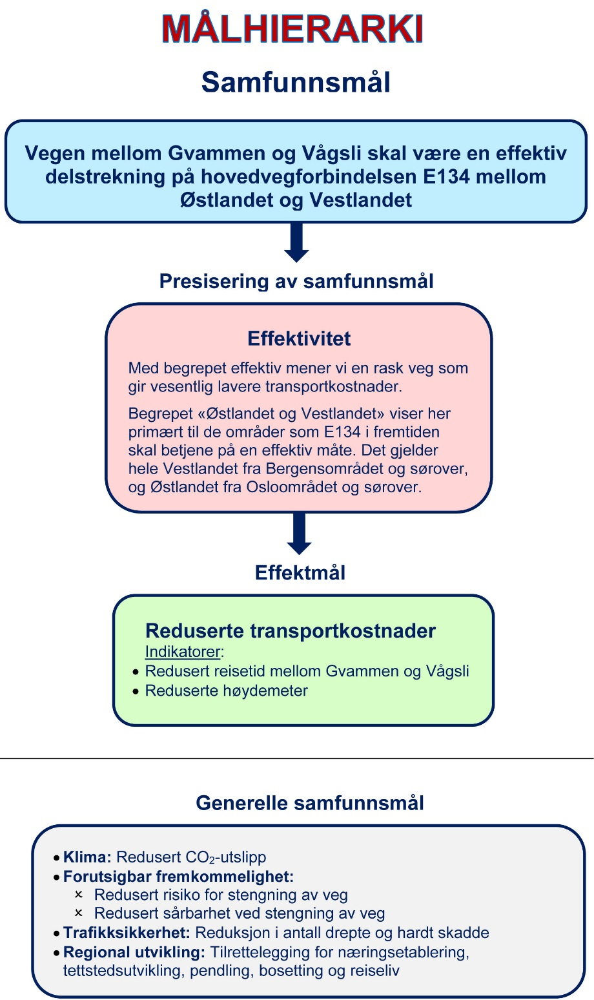 MÅLHIERARKI
Samfunnsmål
Vegen mellom Gvammen og Vågsli skal være en effektiv
delstrekning på hovedvegforbindelsen E134 mellom
Østlandet og Vestlandet
Presisering av samfunnsmål
Effektivitet
Med begrepet effektiv mener vi en rask veg som
gir vesentlig lavere transportkostnader.
Begrepet «Østlandet og Vestlandet» viser her
primært til de områder som E134 i fremtiden
skal betjene på en effektiv måte. Det gjelder
hele Vestlandet fra Bergensområdet og sørover,
og Østlandet fra Osloområdet og sørover.
Effektmål
Reduserte transportkostnader
Indikatorer:
• Redusert reisetid mellom Gvammen og Vågsli
• Reduserte høydemeter
Generelle samfunnsmål
• Klima: Redusert CO₂-utslipp
• Forutsigbar fremkommelighet:
× Redusert risiko for stengning av veg
× Redusert sårbarhet ved stengning av veg
• Trafikksikkerhet: Reduksjon i antall drepte og hardt skadde
• Regional utvikling: Tilrettelegging for næringsetablering,
tettstedsutvikling, pendling, bosetting og reiseliv